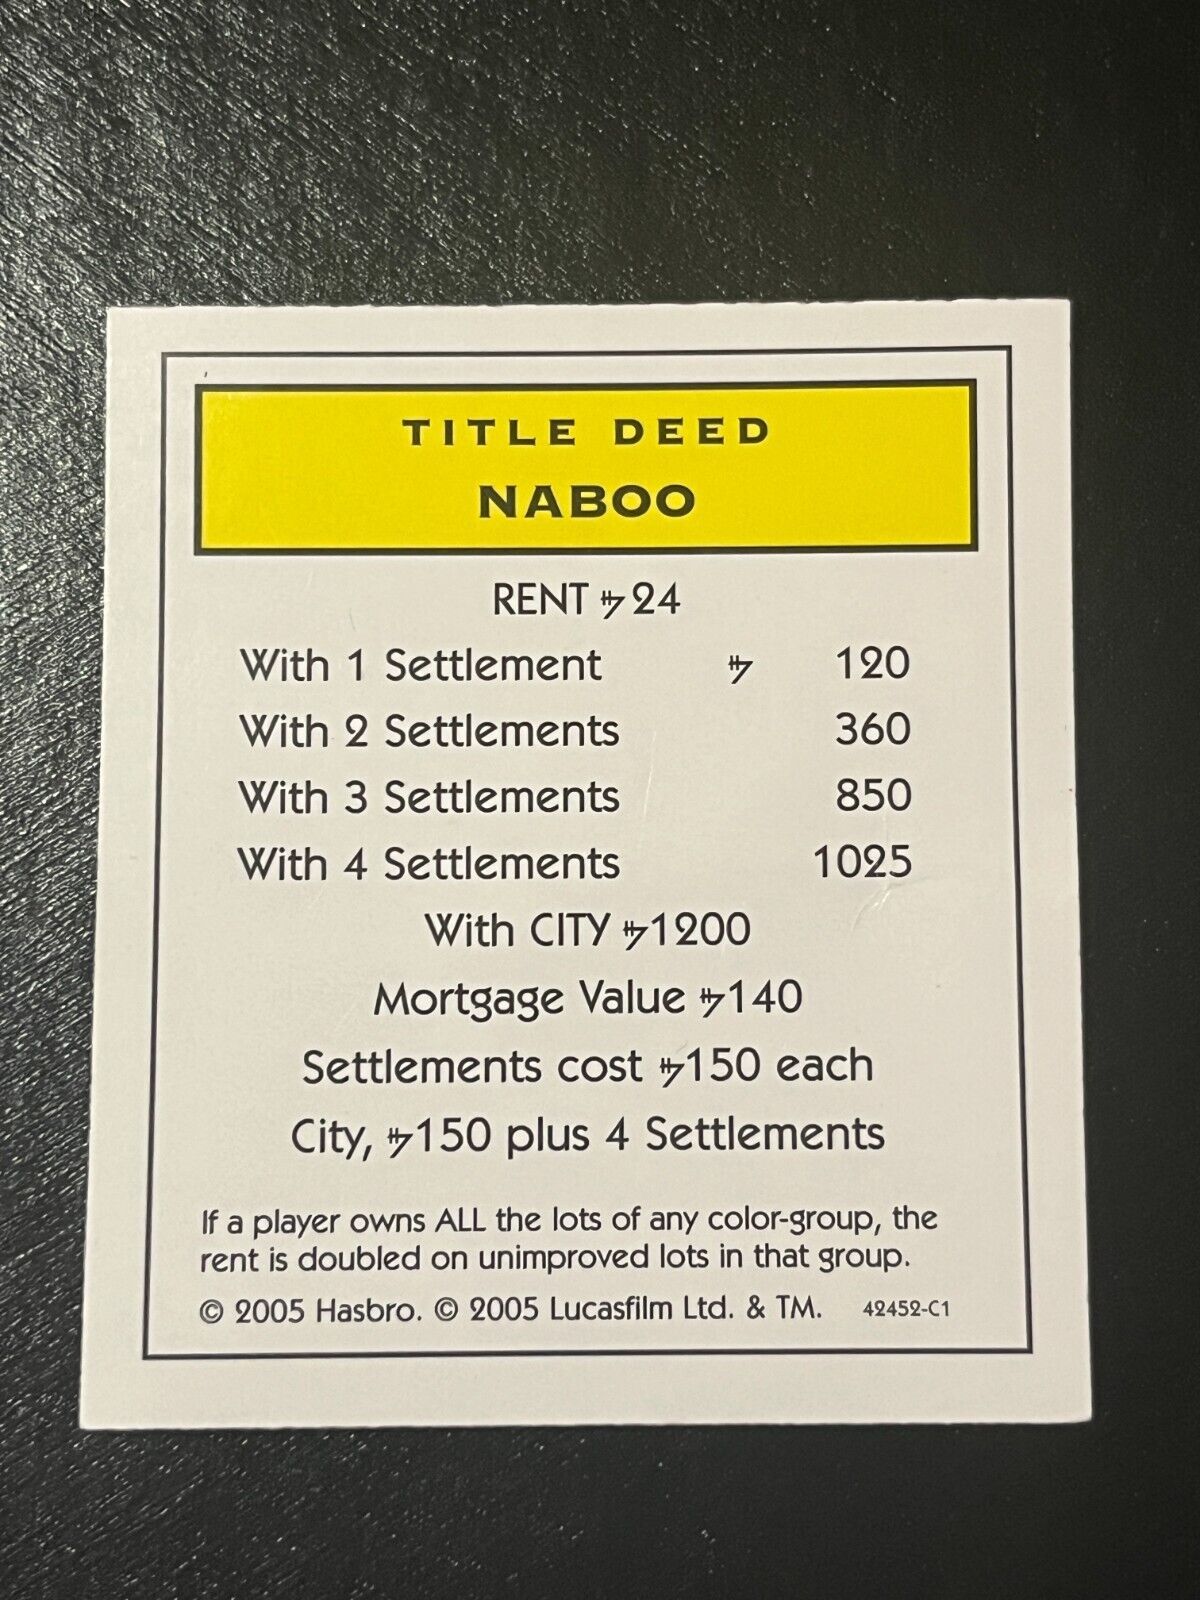 TITLE DEED
NABOO
RENT 24
With 1 Settlement 120
With 2 Settlements 360
With 3 Settlements 850
With 4 Settlements 1025
With CITY 1200
Mortgage Value 140
Settlements cost 150 each
City, 150 plus 4 Settlements
If a player owns ALL the lots of any color-group, the
rent is doubled on unimproved lots in that group.
© 2005 Hasbro. © 2005 Lucasfilm Ltd. & TM. 42452-C1